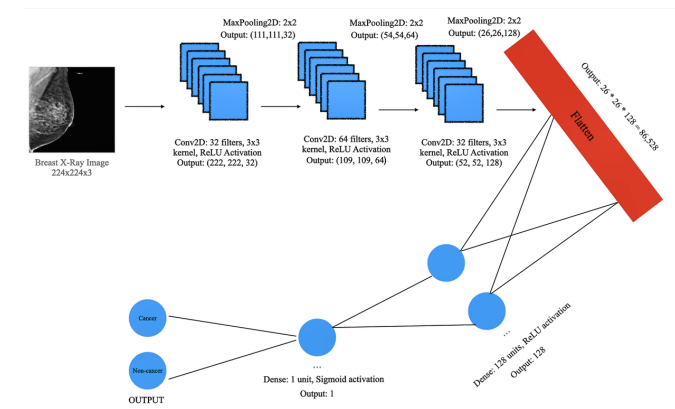 MaxPooling2D: 2x2
Output: (111,111,32)
MaxPooling2D: 2x2
Output: (54,54,64)
MaxPooling2D: 2x2
Output: (26,26,128)
Breast X-Ray Image
224x224x3
Conv2D: 32 filters, 3x3
kernel, ReLU Activation
Output: (222, 222, 32)
Conv2D: 64 filters, 3x3
kernel, ReLU Activation
Output: (109, 109, 64)
Conv2D: 32 filters, 3x3
kernel, ReLU Activation
Output: (52, 52, 128)
Flatten
Output: 26 * 26 * 128 = 86,528
...
Dense: 128 units, ReLU activation
Output: 128
...
Dense: 1 unit, Sigmoid activation
Output: 1
Cancer
Non-cancer
OUTPUT